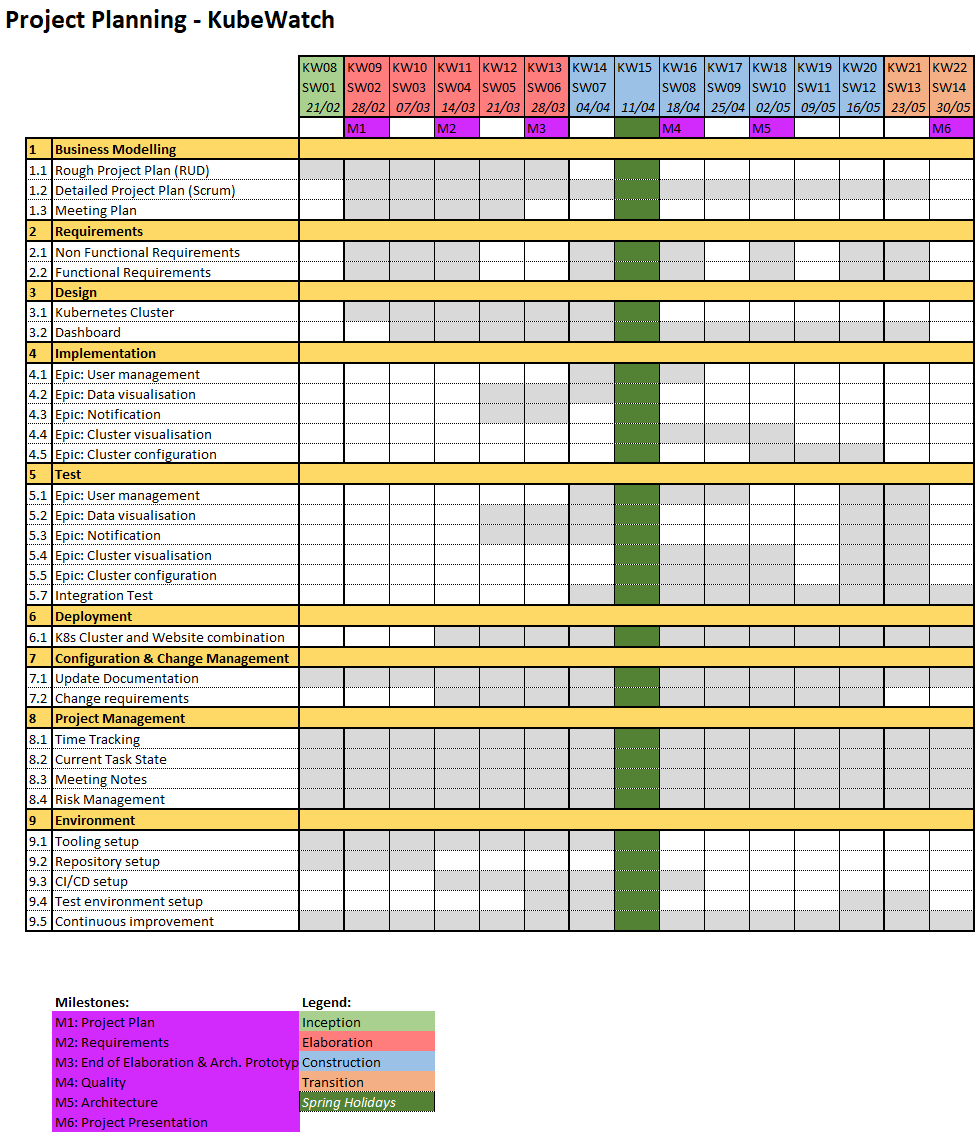 Project Planning - KubeWatch
KW08 KW09 KW10 KW11 KW12 KW13 KW14 KW15 KW16 KW17 KW18 KW19 KW20 KW21 KW22
SW01 SW02 SW03 SW04 SW05 SW06 SW07 SW08 SW09 SW10 SW11 SW12 SW13 SW14
21/02 28/02 07/03 14/03 21/03 28/03 04/04 11/04 18/04 25/04 02/05 09/05 16/05 23/05 30/05
M1 M2 M3 M4 M5 M6
1 Business Modelling
1.1 Rough Project Plan (RUD)
1.2 Detailed Project Plan (Scrum)
1.3 Meeting Plan
2 Requirements
2.1 Non Functional Requirements
2.2 Functional Requirements
3 Design
3.1 Kubernetes Cluster
3.2 Dashboard
4 Implementation
4.1 Epic: User management
4.2 Epic: Data visualisation
4.3 Epic: Notification
4.4 Epic: Cluster visualisation
4.5 Epic: Cluster configuration
5 Test
5.1 Epic: User management
5.2 Epic: Data visualisation
5.3 Epic: Notification
5.4 Epic: Cluster visualisation
5.5 Epic: Cluster configuration
5.7 Integration Test
6 Deployment
6.1 K8s Cluster and Website combination
7 Configuration & Change Management
7.1 Update Documentation
7.2 Change requirements
8 Project Management
8.1 Time Tracking
8.2 Current Task State
8.3 Meeting Notes
8.4 Risk Management
9 Environment
9.1 Tooling setup
9.2 Repository setup
9.3 CI/CD setup
9.4 Test environment setup
9.5 Continuous improvement
Milestones: Legend:
M1: Project Plan Inception
M2: Requirements Elaboration
M3: End of Elaboration & Arch. Prototyp Construction
M4: Quality Transition
M5: Architecture Spring Holidays
M6: Project Presentation